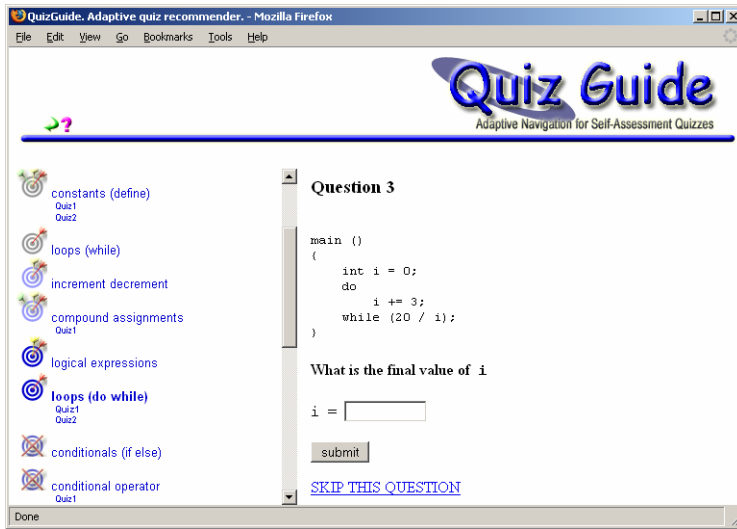 QuizGuide. Adaptive quiz recommender. - Mozilla Firefox
File Edit View Go Bookmarks Tools Help
Quiz Guide
Adaptive Navigation for Self-Assessment Quizzes
?
constants (define)
Quiz1
Quiz2
loops (while)
increment decrement
compound assignments
Quiz1
logical expressions
loops (do while)
Quiz1
Quiz2
conditionals (if else)
conditional operator
Quiz1
Question 3
main ()
{
int i = 0;
do
i += 3;
while (20 / i);
}
What is the final value of i
i =
submit
SKIP THIS QUESTION
Done